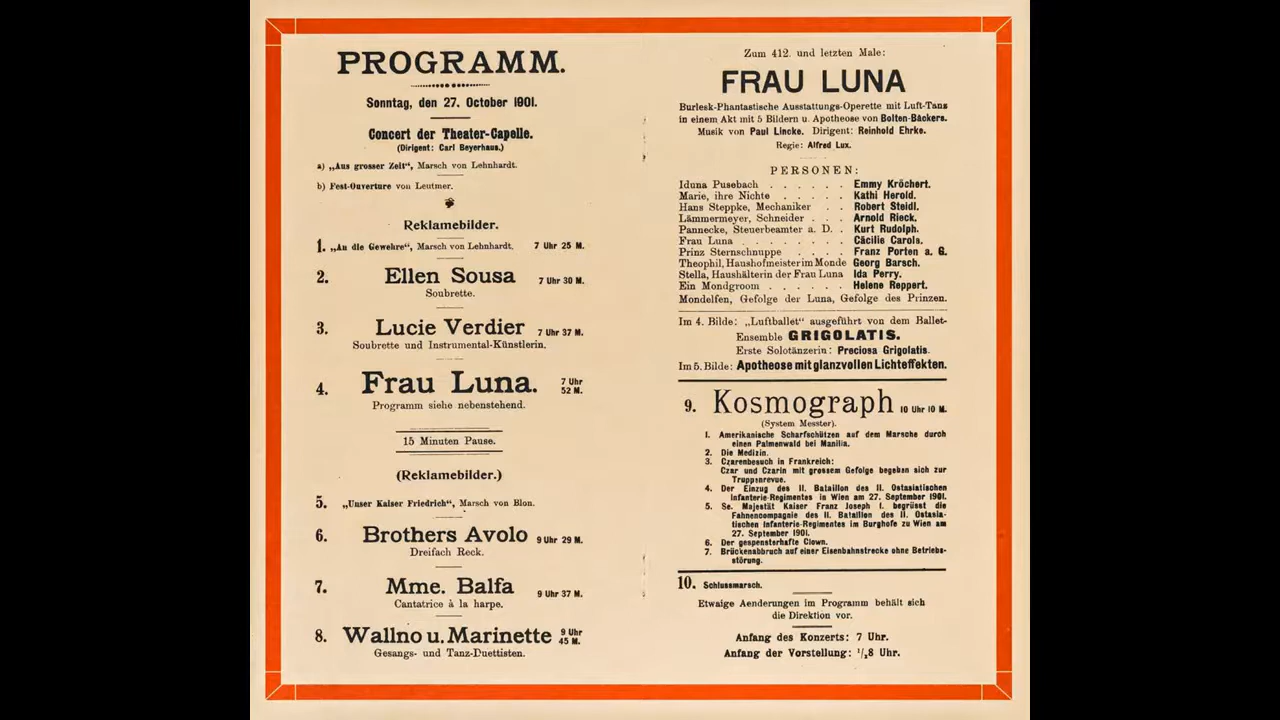 PROGRAMM.
Sonntag, den 27. October 1901.
Concert der Theater-Capelle.
(Dirigent: Carl Beyerhaus.)
a) „Aus grosser Zeit“, Marsch von Lehnhardt.
b) Fest-Ouverture von Leutmer.
Reklamebilder.
1. „An die Gewehre“, Marsch von Lehnhardt. 7 Uhr 25 M.
2. Ellen Sousa 7 Uhr 30 M.
Soubrette.
3. Lucie Verdier 7 Uhr 37 M.
Soubrette und Instrumental-Künstlerin.
4. Frau Luna. 7 Uhr 52 M.
Programm siehe nebenstehend.
15 Minuten Pause.
(Reklamebilder.)
5. „Unser Kaiser Friedrich“, Marsch von Blon.
6. Brothers Avolo 9 Uhr 29 M.
Dreifach Reck.
7. Mme. Balfa 9 Uhr 37 M.
Cantatrice à la harpe.
8. Wallno u. Marinette 9 Uhr 45 M.
Gesangs- und Tanz-Duettisten.
Zum 412. und letzten Male:
FRAU LUNA
Burlesk-Phantastische Ausstattungs-Operette mit Luft-Tanz
in einem Akt mit 5 Bildern u. Apotheose von Bolten-Bäckers.
Musik von Paul Lincke. Dirigent: Reinhold Ehrke.
Regie: Alfred Lux.
PERSONEN:
Iduna Pusebach . . . . . . Emmy Kröchert.
Marie, ihre Nichte . . . . . Kathi Herold.
Hans Steppke, Mechaniker . . Robert Steidl.
Lämmermeyer, Schneider . . . Arnold Rieck.
Pannecke, Steuerbeamter a. D. . Kurt Rudolph.
Frau Luna . . . . . . . . Cäcilie Carola.
Prinz Sternschnuppe . . . . Franz Porten a. G.
Theophil, Haushofmeister im Monde Georg Barsch.
Stella, Haushälterin der Frau Luna Ida Perry.
Ein Mondgroom . . . . . . Helene Reppert.
Mondelfen, Gefolge der Luna, Gefolge des Prinzen.
Im 4. Bilde: „Luftballet“ ausgeführt von dem Ballet-
Ensemble GRIGOLATIS.
Erste Solotänzerin: Preciosa Grigolatis.
Im 5. Bilde: Apotheose mit glanzvollen Lichteffekten.
9. Kosmograph 10 Uhr 10 M.
(System Messter).
1. Amerikanische Scharfschützen auf dem Marsche durch
einen Palmenwald bei Manilla.
2. Die Medizin.
3. Czarenbesuch in Frankreich:
Czar und Czarin mit grossem Gefolge begeben sich zur
Truppenrevue.
4. Der Einzug des II. Bataillon des II. Ostasiatischen
Infanterie-Regimentes in Wien am 27. September 1901.
5. Se. Majestät Kaiser Franz Joseph I. begrüsst die
Fahnencompagnie des II. Bataillon des II. Ostasia-
tischen Infanterie-Regimentes im Burghofe zu Wien am
27. September 1901.
6. Der gespensterhafte Clown.
7. Brückenabbruch auf einer Eisenbahnstrecke ohne Betriebs-
störung.
10. Schlussmarsch.
Etwaige Aenderungen im Programm behält sich
die Direktion vor.
Anfang des Konzerts: 7 Uhr.
Anfang der Vorstellung: ½8 Uhr.